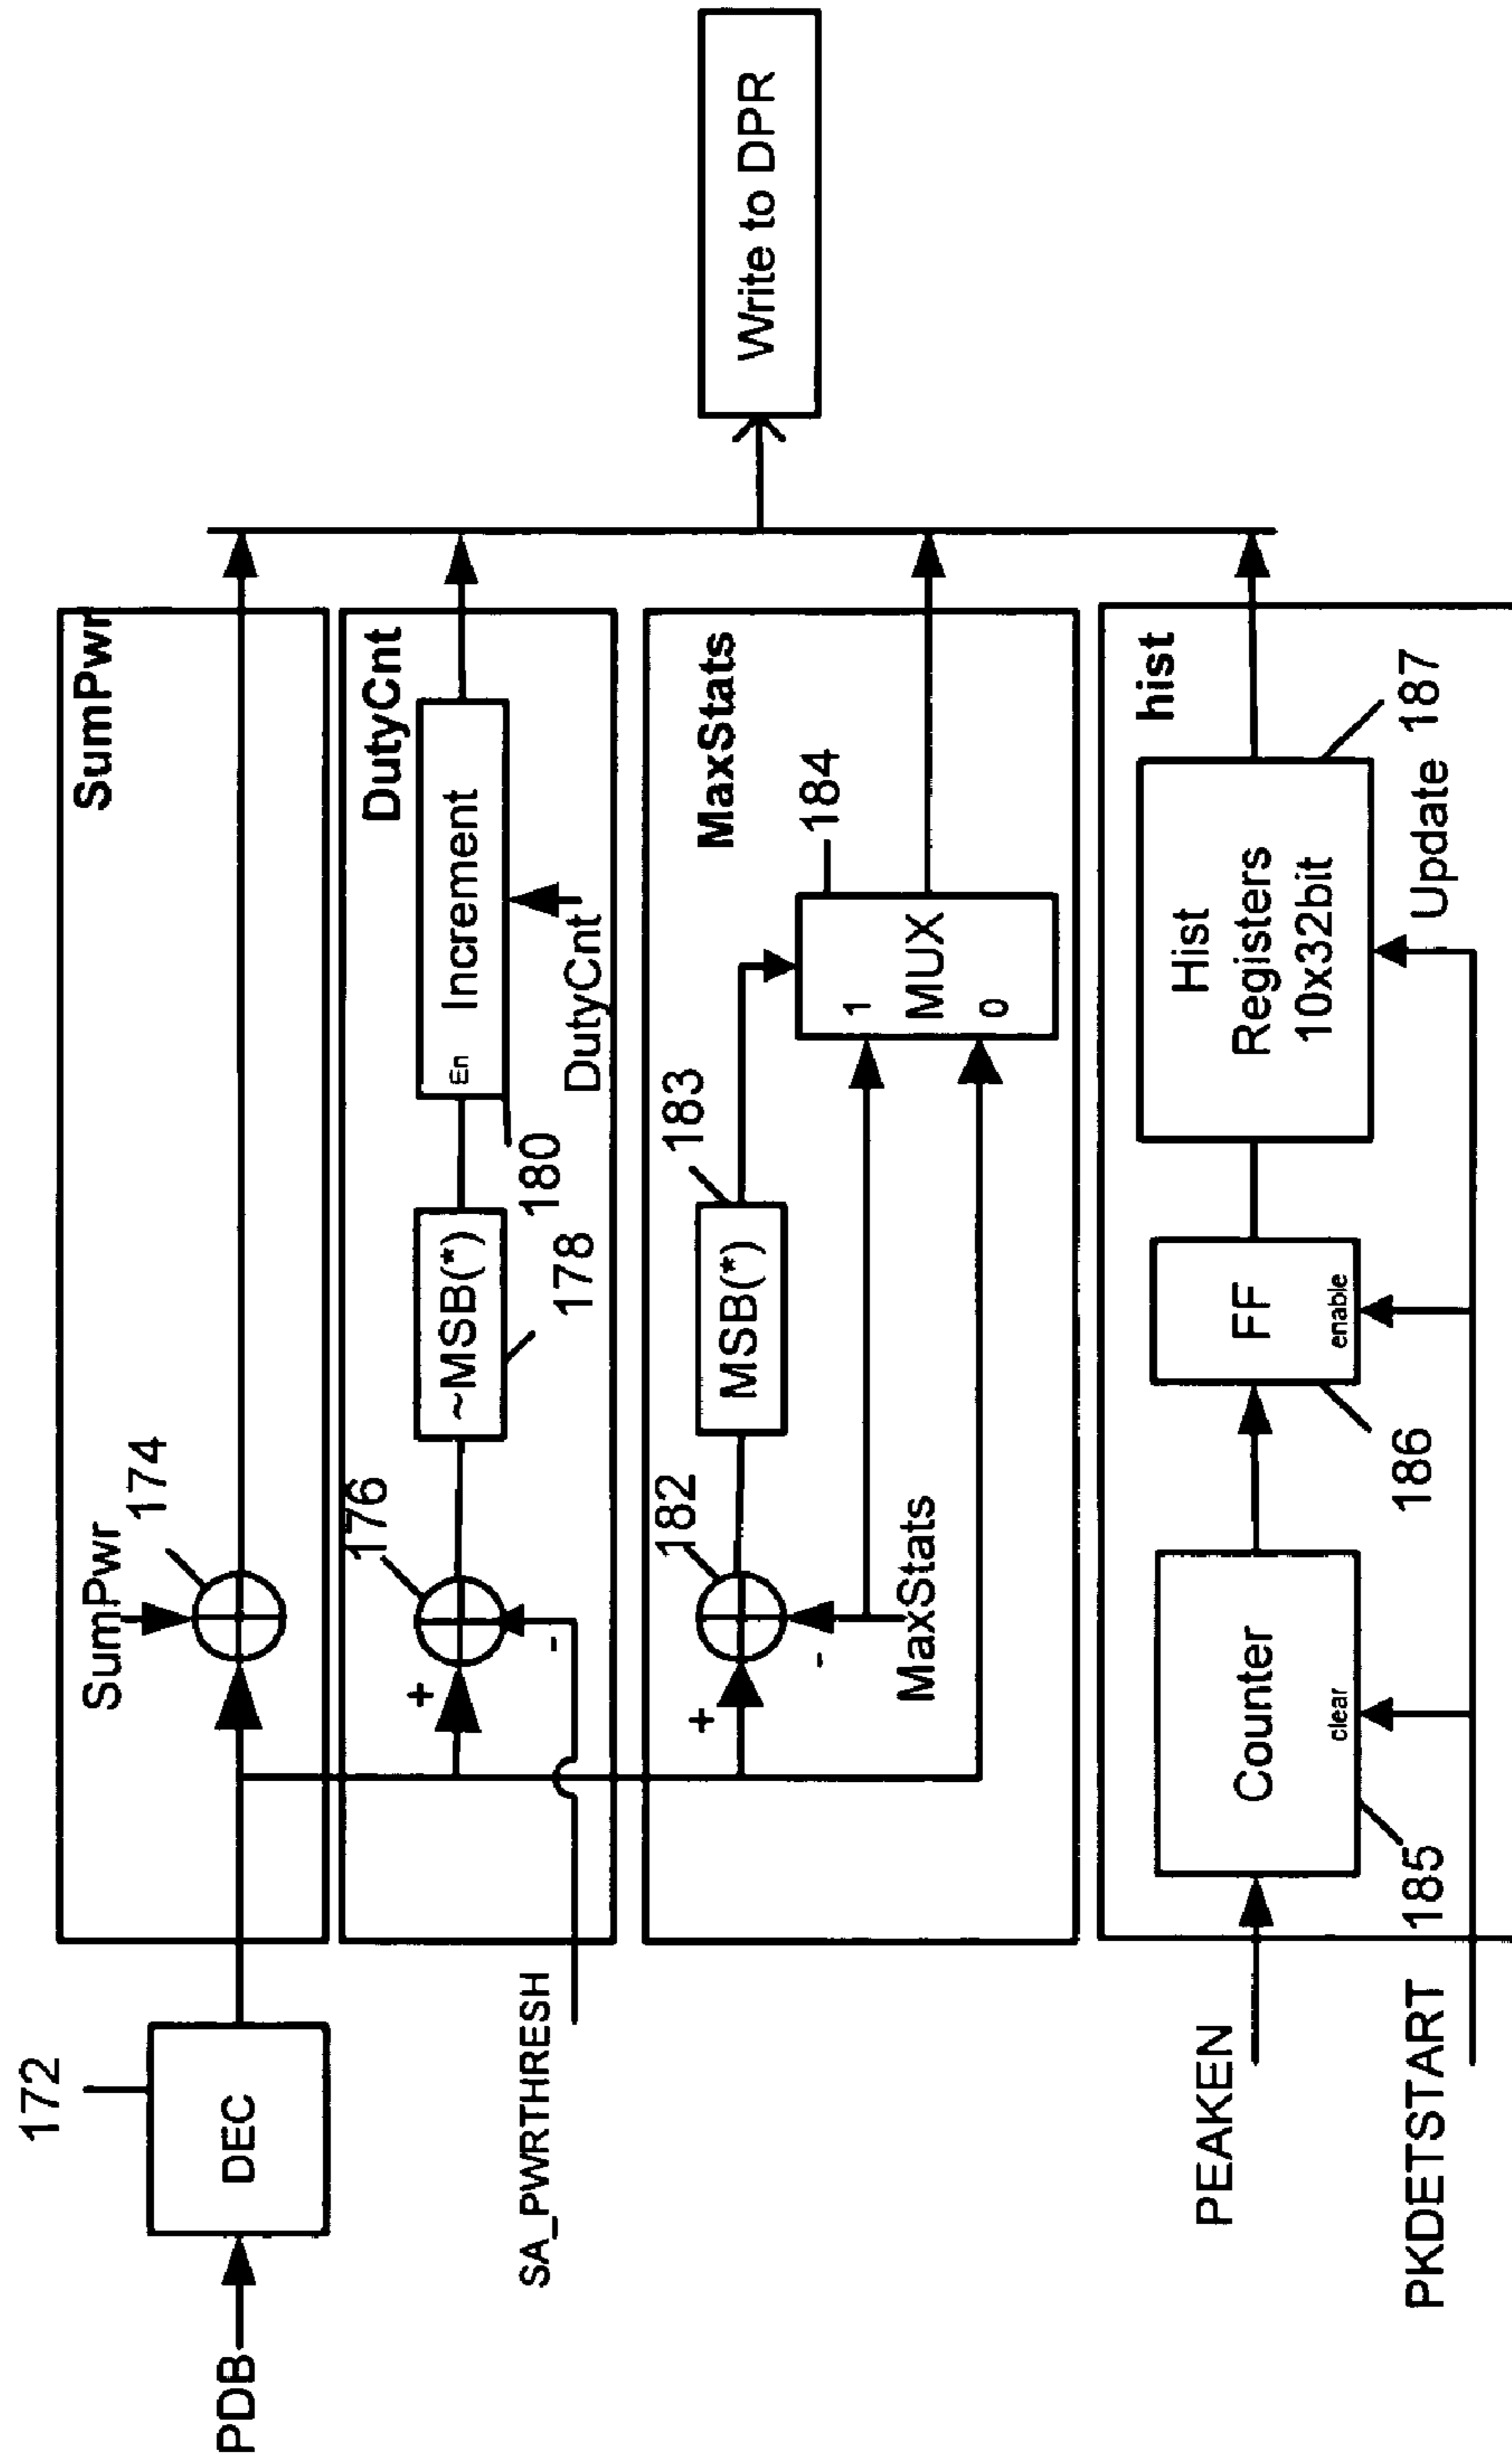 172
PDB
DEC
SumPwr
174
SumPwr
SA_PWRTHRESH
+
-
176
~MSB(*)
178
En
Increment
180
DutyCnt
DutyCnt
+
-
182
MaxStats
MSB(*)
183
1
MUX
0
184
MaxStats
PEAKEN
PKDETSTART
Counter
clear
185
FF
enable
186
Hist
Registers
10x32bit
Update
187
hist
Write to DPR